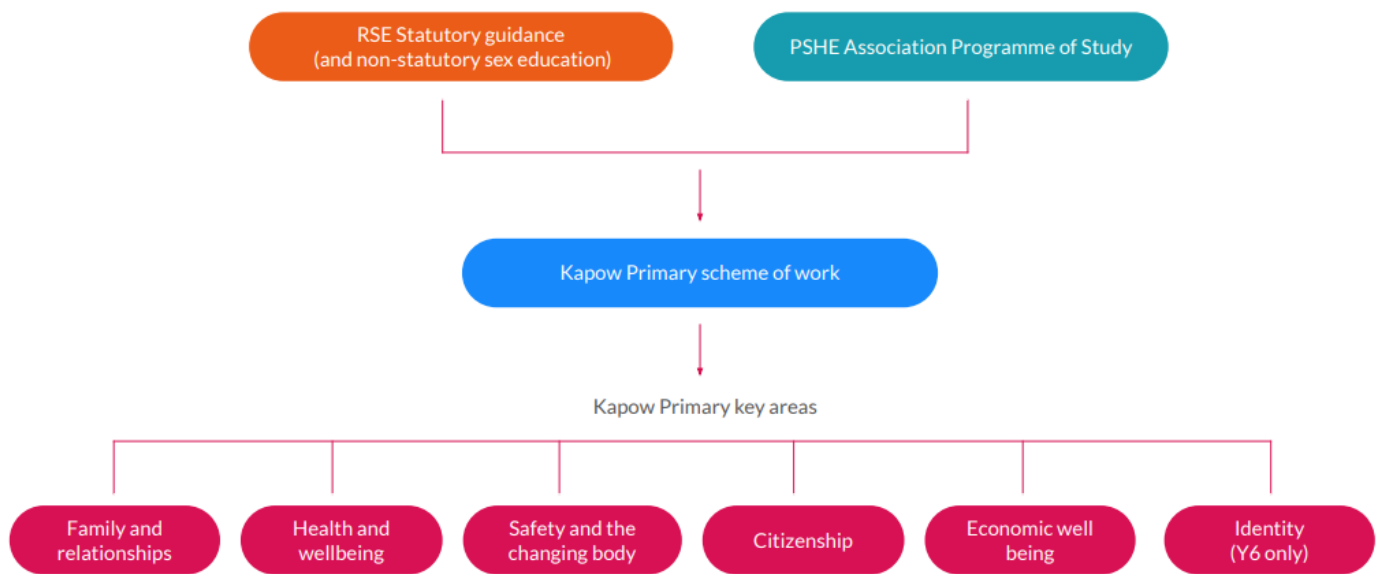 RSE Statutory guidance
(and non-statutory sex education)
PSHE Association Programme of Study
Kapow Primary scheme of work
Kapow Primary key areas
Family and
relationships
Health and
wellbeing
Safety and the
changing body
Citizenship
Economic well
being
Identity
(Y6 only)